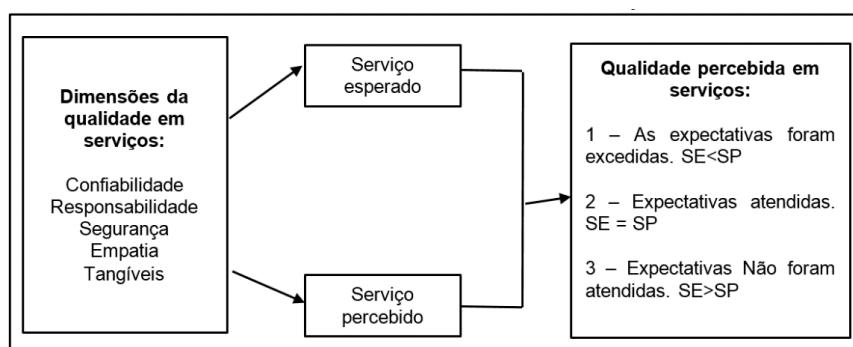 Dimensões da
qualidade em
serviços:
Confiabilidade
Responsabilidade
Segurança
Empatia
Tangíveis
Serviço
esperado
Serviço
percebido
Qualidade percebida em
serviços:
1 – As expectativas foram
excedidas. SE<SP
2 – Expectativas atendidas.
SE = SP
3 – Expectativas Não foram
atendidas. SE>SP